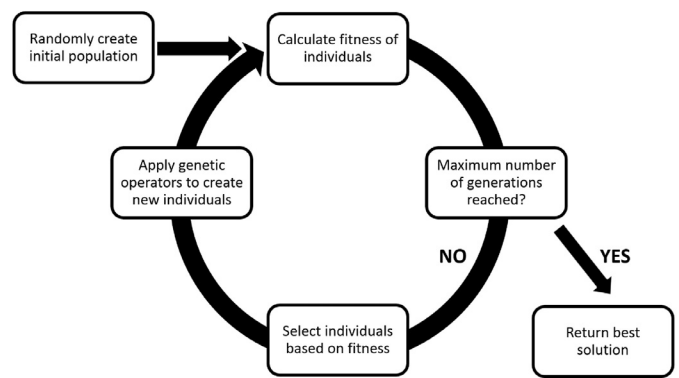 Randomly create
initial population
Calculate fitness of
individuals
Apply genetic
operators to create
new individuals
Maximum number
of generations
reached?
NO
YES
Select individuals
based on fitness
Return best
solution